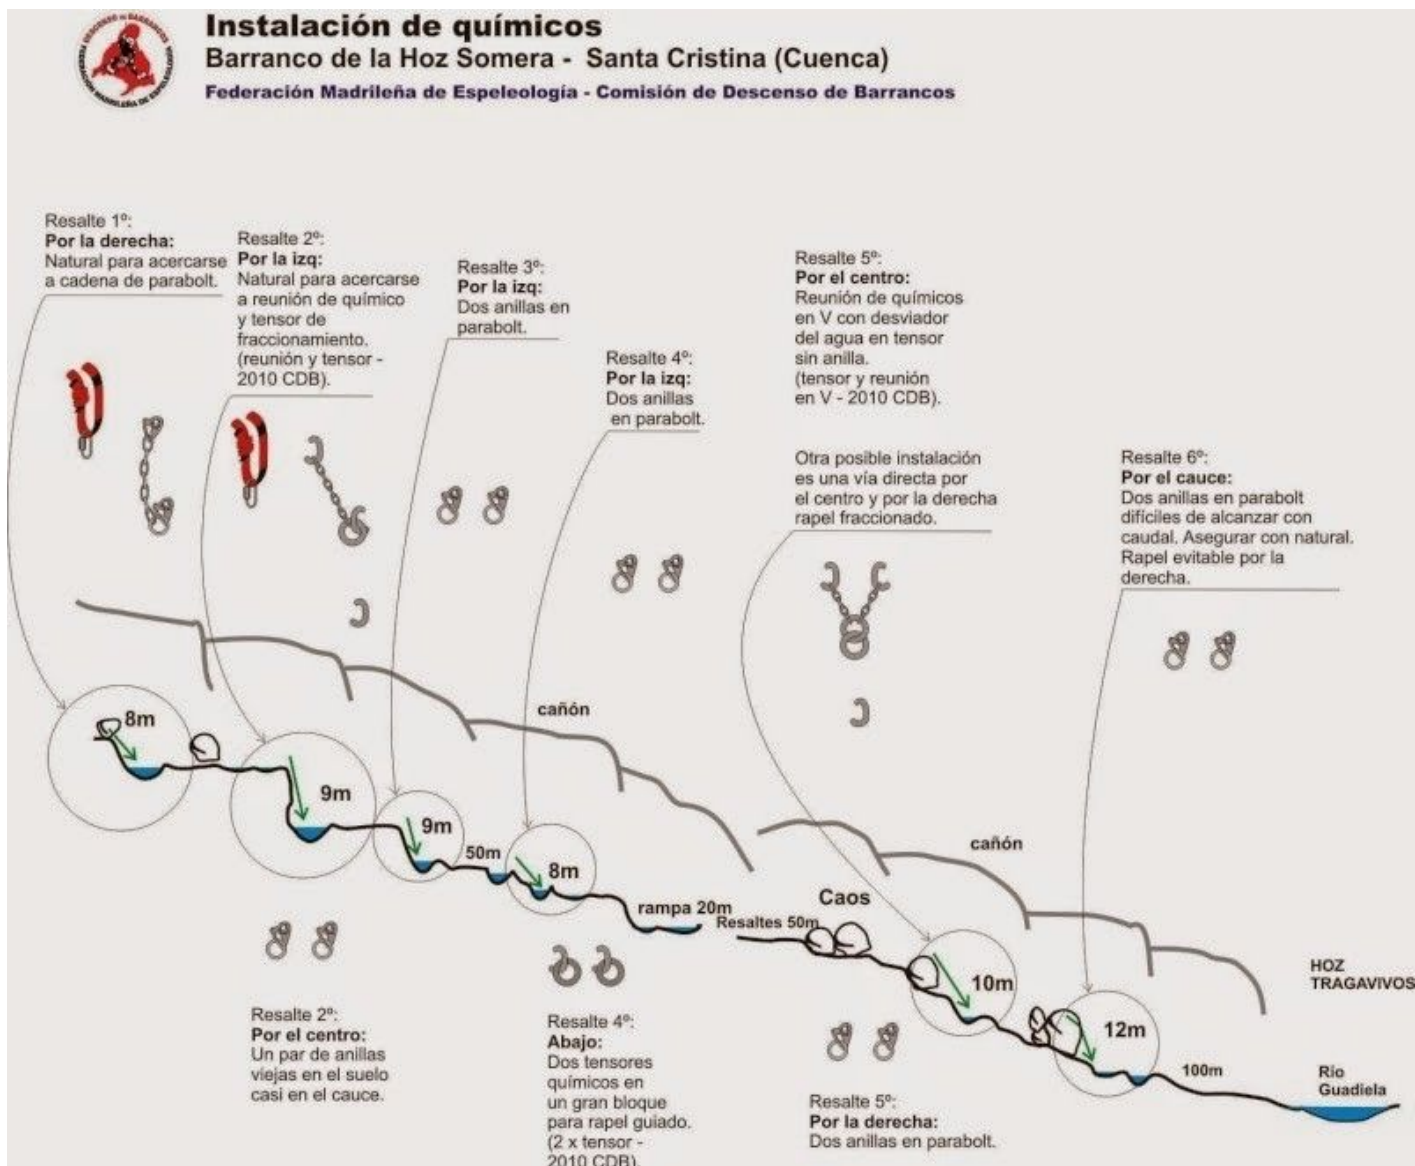 DESCENSO DE BARRANCOS
FEDERACIÓN MADRILEÑA DE ESPELEOLOGÍA
Instalación de químicos
Barranco de la Hoz Somera - Santa Cristina (Cuenca)
Federación Madrileña de Espeleología - Comisión de Descenso de Barrancos
Resalte 1º:
Por la derecha:
Natural para acercarse
a cadena de parabolt.
Resalte 2º:
Por la izq:
Natural para acercarse
a reunión de químico
y tensor de
fraccionamiento.
(reunión y tensor -
2010 CDB).
Resalte 3º:
Por la izq:
Dos anillas en
parabolt.
Resalte 4º:
Por la izq:
Dos anillas
en parabolt.
Resalte 5º:
Por el centro:
Reunión de químicos
en V con desviador
del agua en tensor
sin anilla.
(tensor y reunión
en V - 2010 CDB).
Otra posible instalación
es una vía directa por
el centro y por la derecha
rapel fraccionado.
Resalte 6º:
Por el cauce:
Dos anillas en parabolt
difíciles de alcanzar con
caudal. Asegurar con natural.
Rapel evitable por la
derecha.
cañón
8m
9m
9m
50m
8m
rampa 20m
Resaltes 50m
Caos
cañón
10m
12m
100m
HOZ
TRAGAVIVOS
Rio
Guadiela
Resalte 2º:
Por el centro:
Un par de anillas
viejas en el suelo
casi en el cauce.
Resalte 4º:
Abajo:
Dos tensores
químicos en
un gran bloque
para rapel guiado.
(2 x tensor -
2010 CDB).
Resalte 5º:
Por la derecha:
Dos anillas en parabolt.